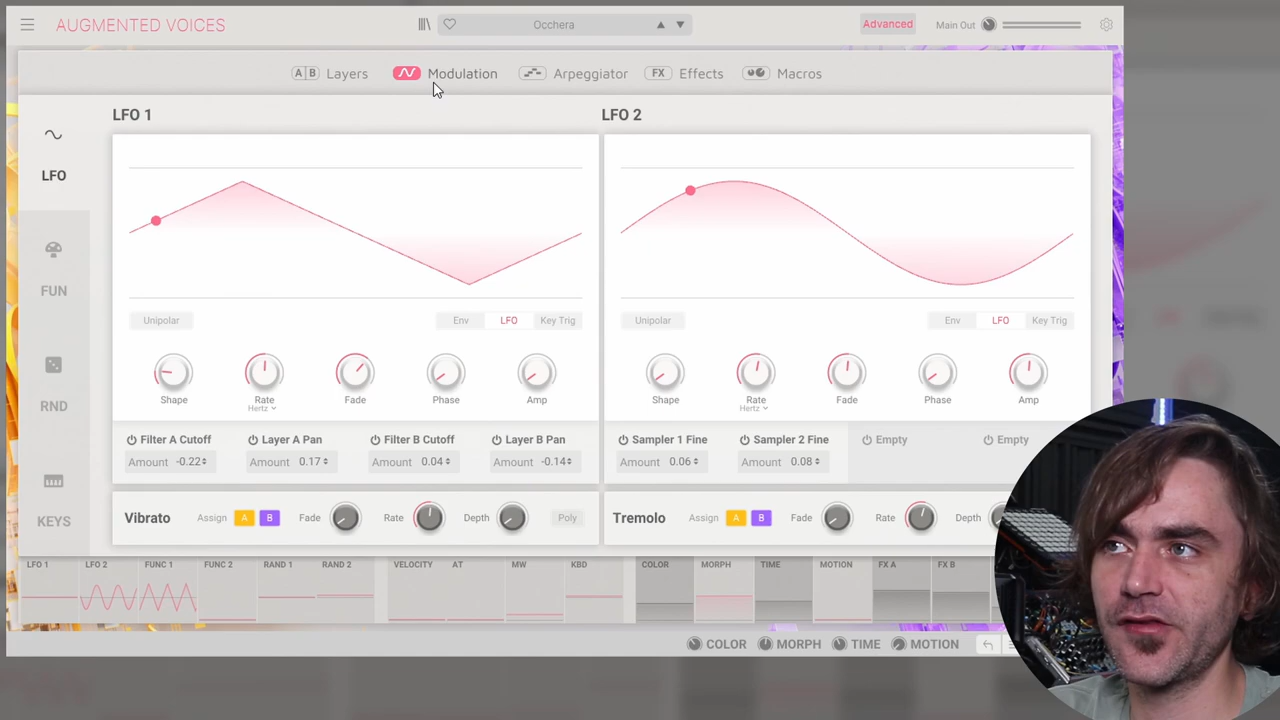 AUGMENTED VOICES
Occhera
Advanced
Main Out
A B Layers
Modulation
Arpeggiator
FX Effects
Macros
LFO 1
LFO 2
LFO
FUN
RND
KEYS
Unipolar
Env LFO Key Trig
Unipolar
Env LFO Key Trig
Shape Rate Fade Phase Amp
Hertz
Shape Rate Fade Phase Amp
Hertz
Filter A Cutoff Layer A Pan Filter B Cutoff Layer B Pan
Amount -0.22 Amount 0.17 Amount 0.04 Amount -0.14
Sampler 1 Fine Sampler 2 Fine Empty Empty
Amount 0.06 Amount 0.08
Vibrato Assign A B Fade Rate Depth Poly
Tremolo Assign A B Fade Rate Depth
LFO 1 LFO 2 FUNC 1 FUNC 2 RAND 1 RAND 2 VELOCITY AT MW KBD COLOR MORPH TIME MOTION FX A FX B
COLOR MORPH TIME MOTION